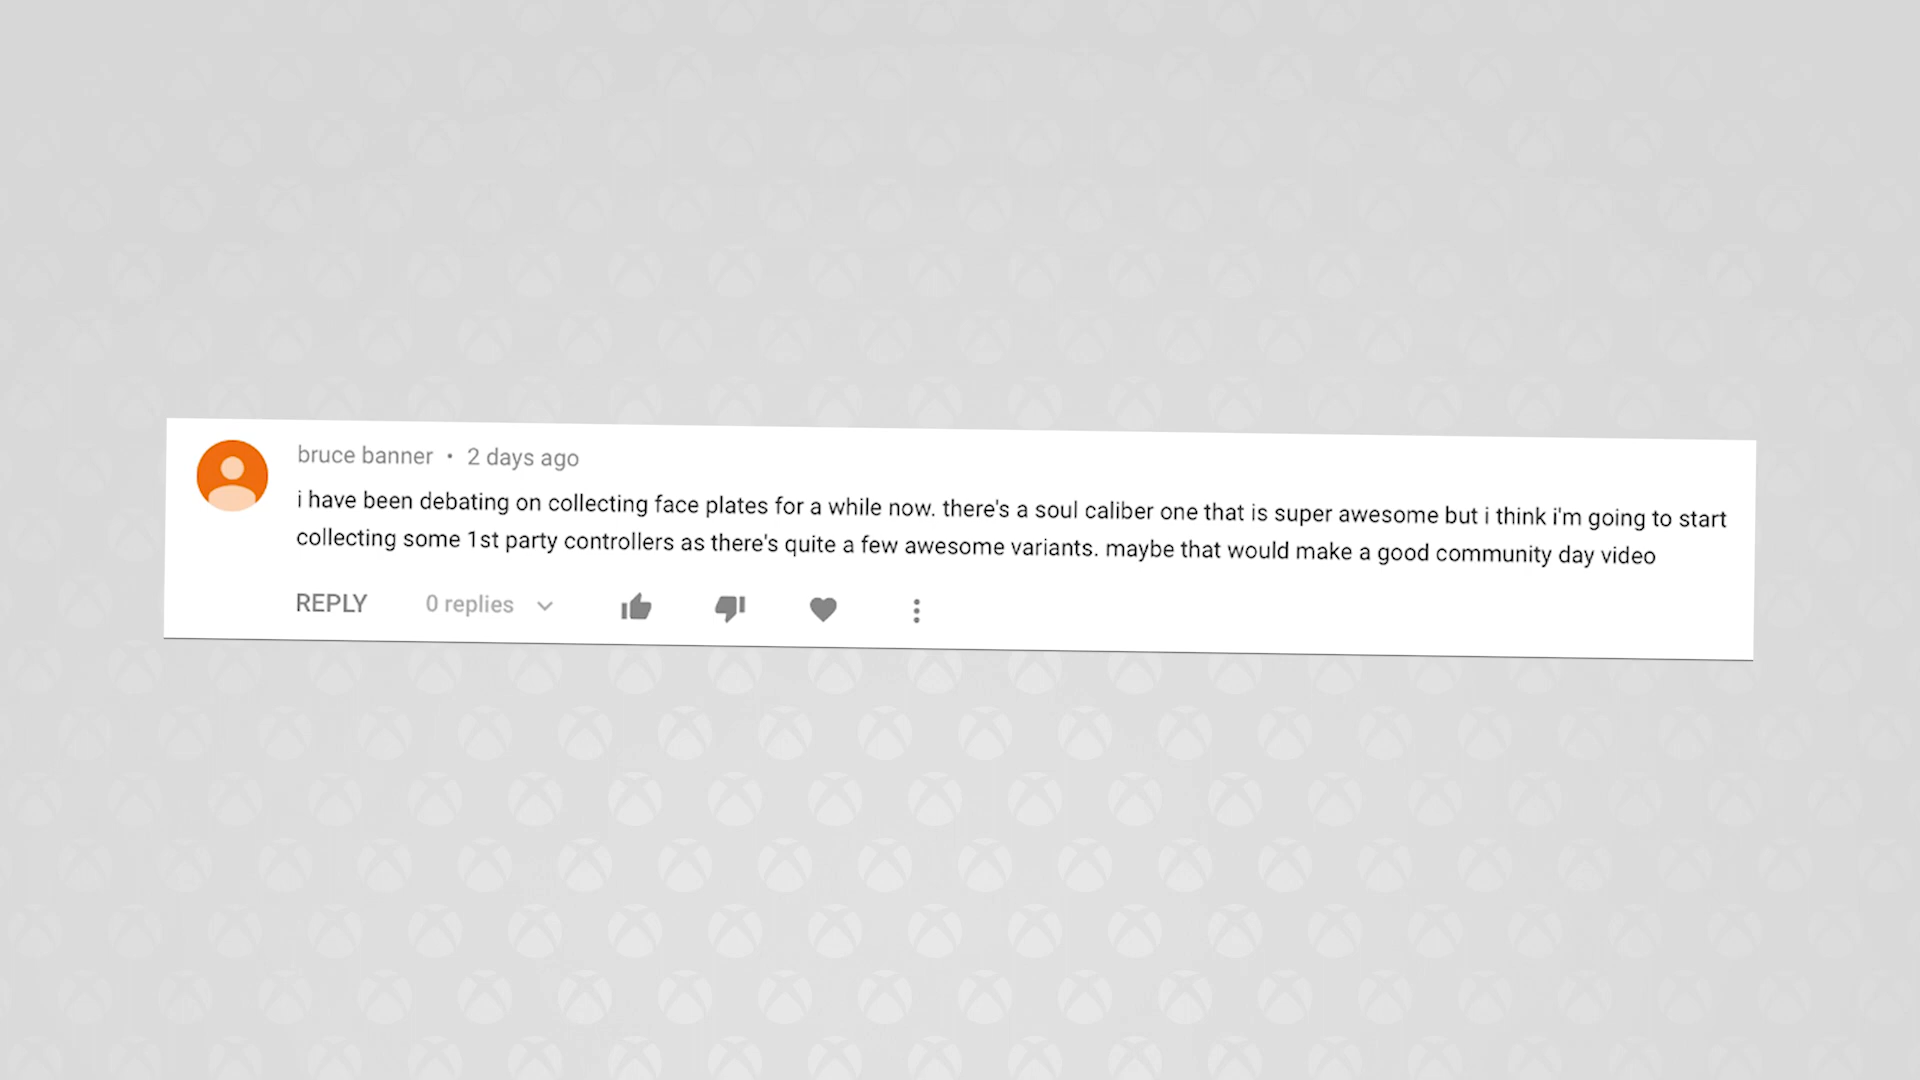 bruce banner • 2 days ago
i have been debating on collecting face plates for a while now. there's a soul caliber one that is super awesome but i think i'm going to start
collecting some 1st party controllers as there's quite a few awesome variants. maybe that would make a good community day video
REPLY 0 replies